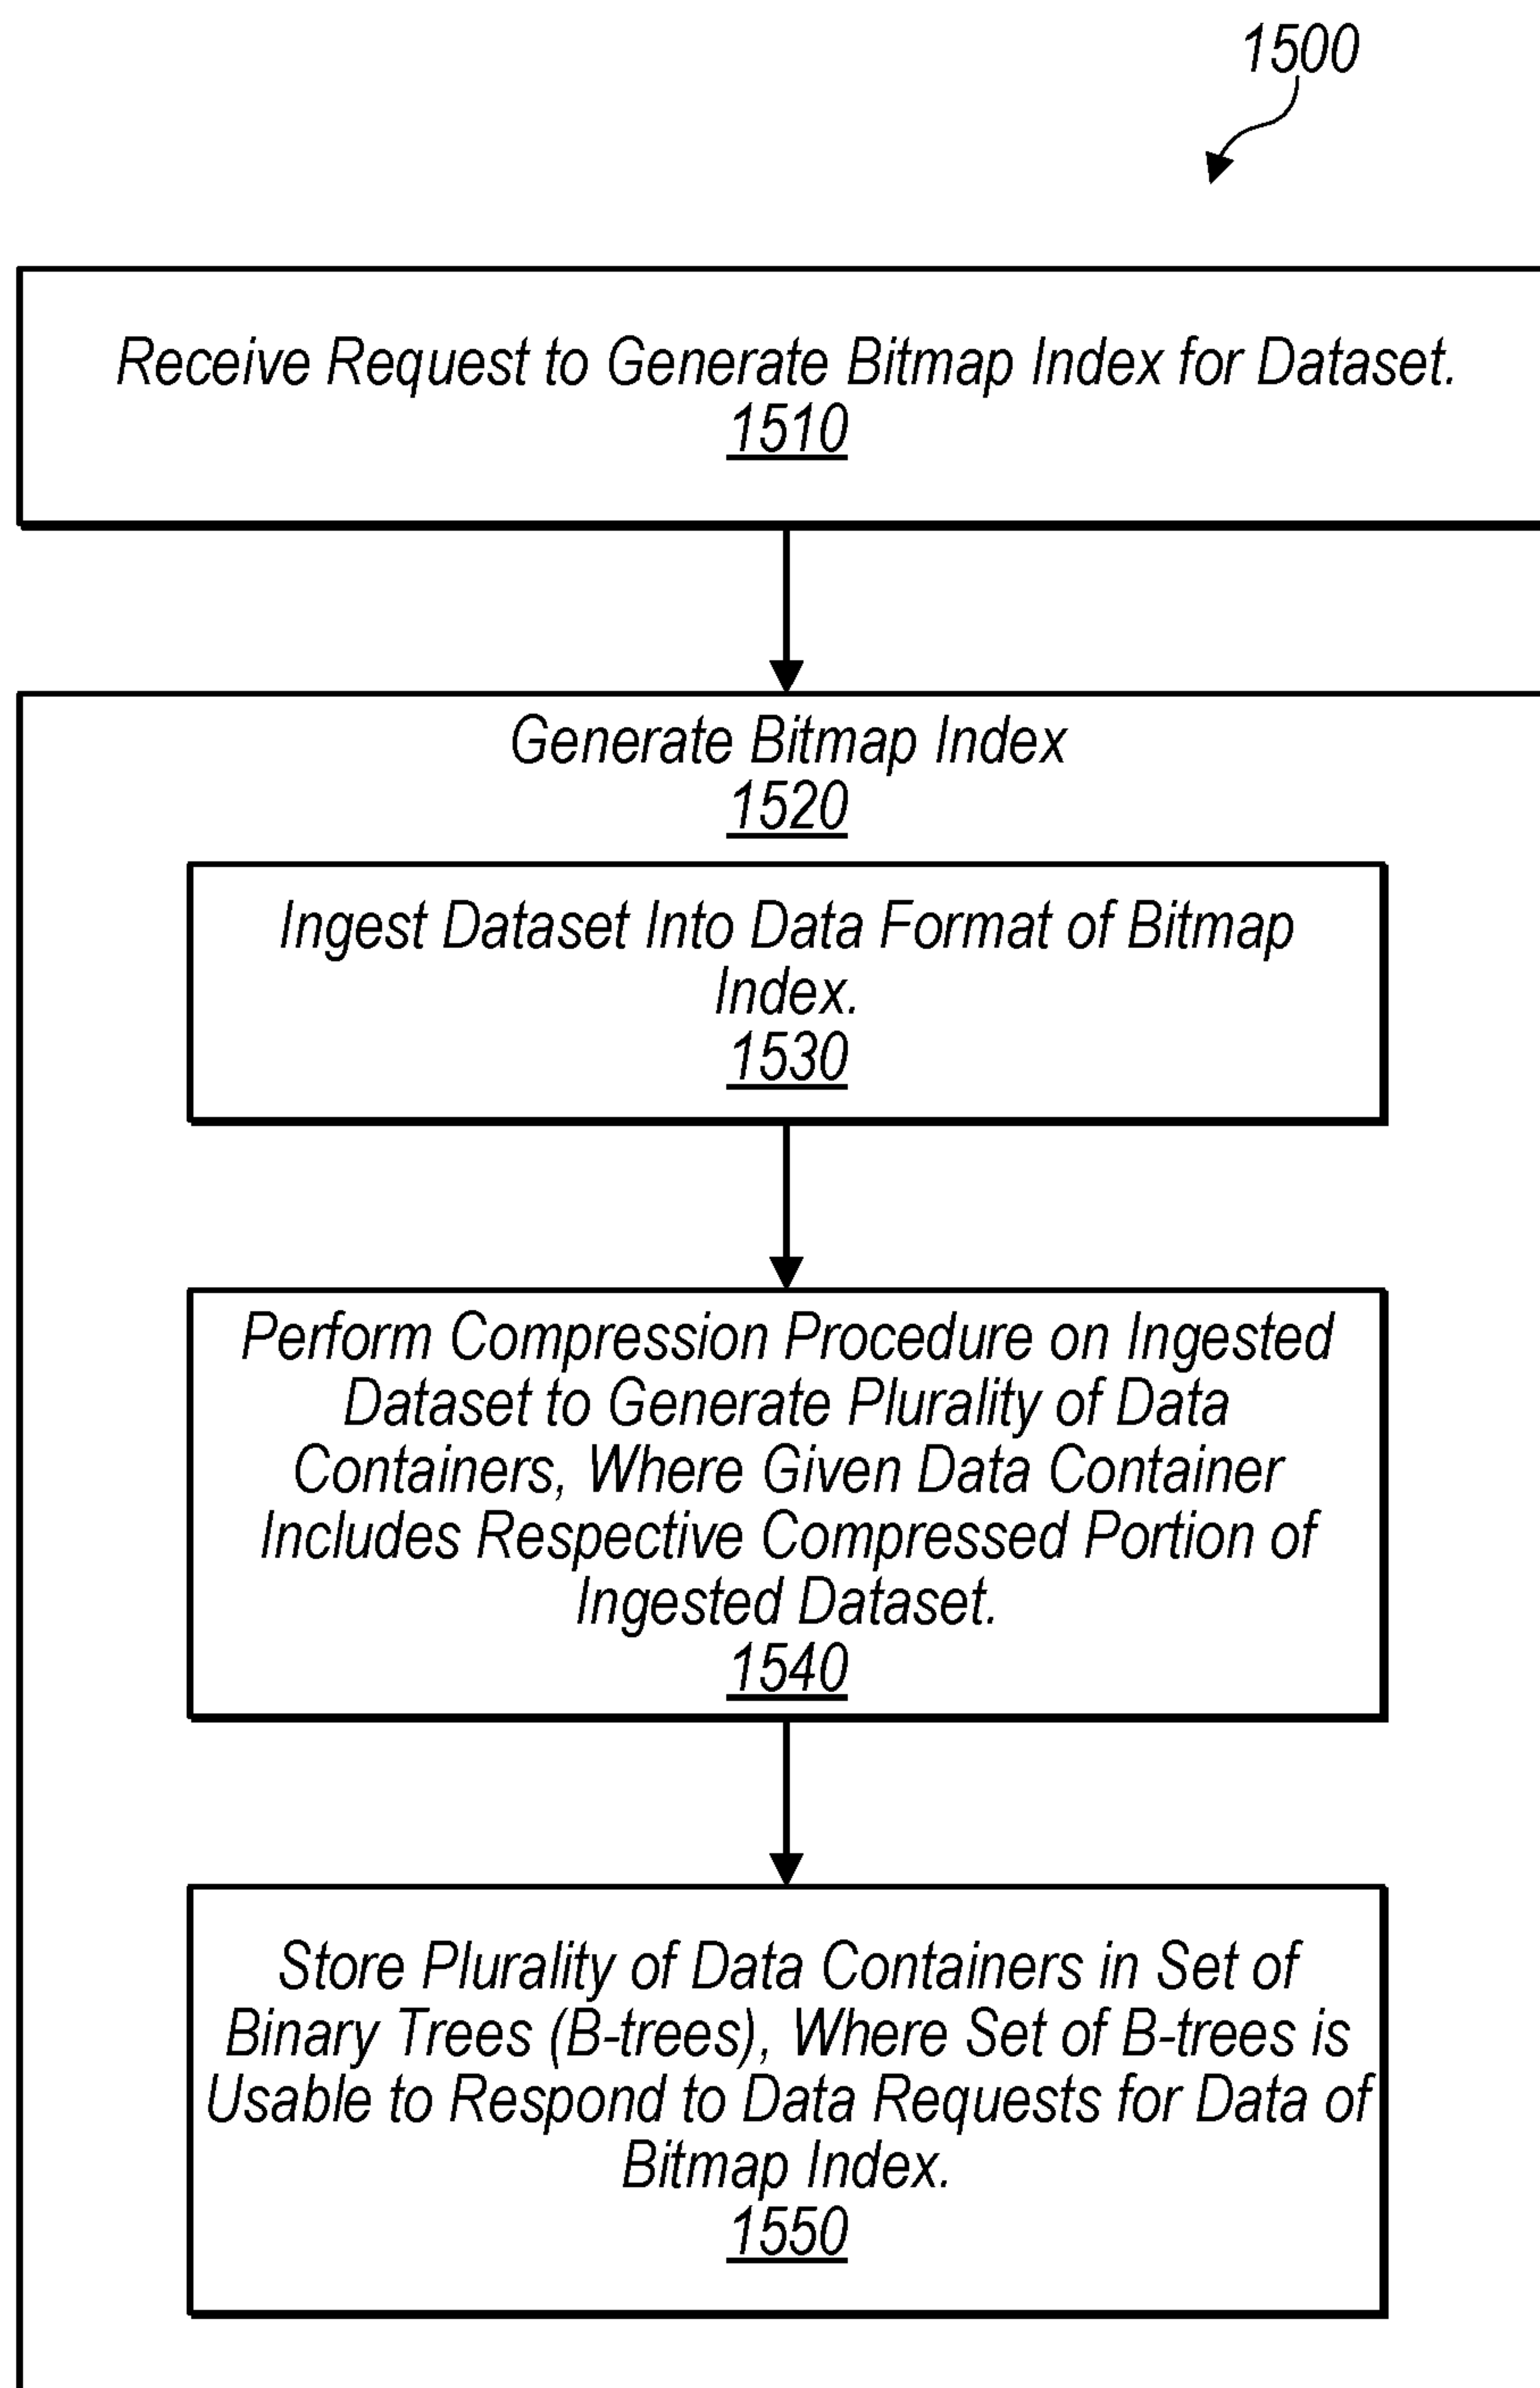 1500
Receive Request to Generate Bitmap Index for Dataset.
1510
Generate Bitmap Index
1520
Ingest Dataset Into Data Format of Bitmap
Index.
1530
Perform Compression Procedure on Ingested
Dataset to Generate Plurality of Data
Containers, Where Given Data Container
Includes Respective Compressed Portion of
Ingested Dataset.
1540
Store Plurality of Data Containers in Set of
Binary Trees (B-trees), Where Set of B-trees is
Usable to Respond to Data Requests for Data of
Bitmap Index.
1550